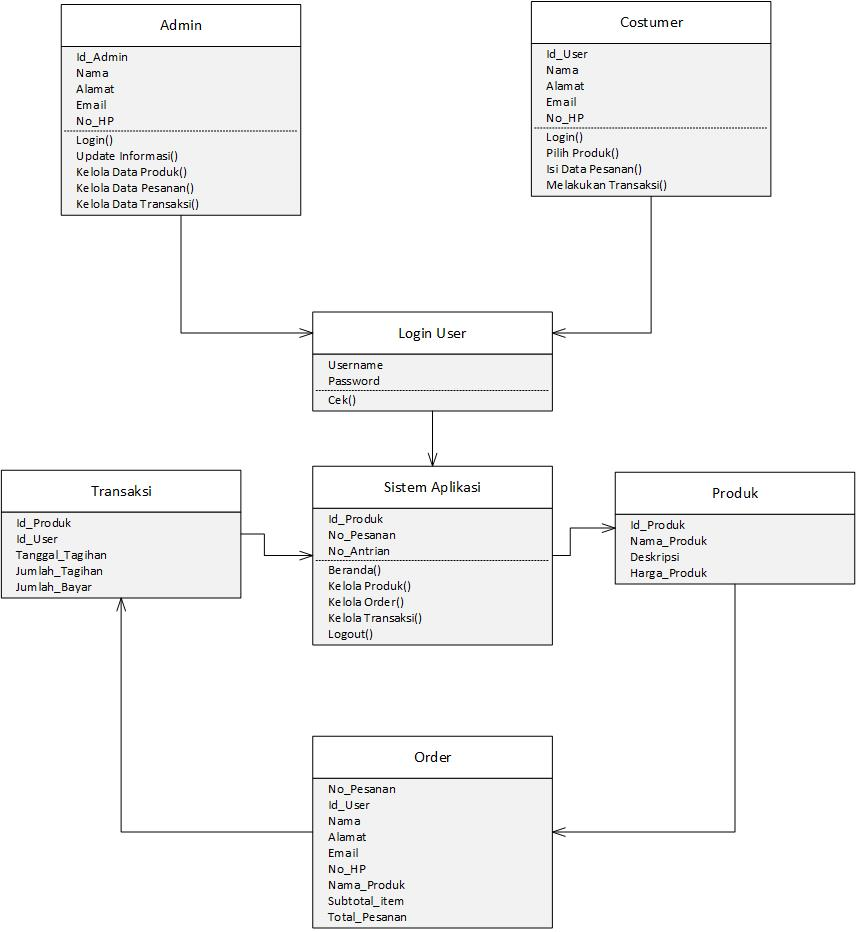 Admin
Id_Admin
Nama
Alamat
Email
No_HP
Login()
Update Informasi()
Kelola Data Produk()
Kelola Data Pesanan()
Kelola Data Transaksi()
Costumer
Id_User
Nama
Alamat
Email
No_HP
Login()
Pilih Produk()
Isi Data Pesanan()
Melakukan Transaksi()
Login User
Username
Password
Cek()
Transaksi
Id_Produk
Id_User
Tanggal_Tagihan
Jumlah_Tagihan
Jumlah_Bayar
Sistem Aplikasi
Id_Produk
No_Pesanan
No_Antrian
Beranda()
Kelola Produk()
Kelola Order()
Kelola Transaksi()
Logout()
Produk
Id_Produk
Nama_Produk
Deskripsi
Harga_Produk
Order
No_Pesanan
Id_User
Nama
Alamat
Email
No_HP
Nama_Produk
Subtotal_item
Total_Pesanan